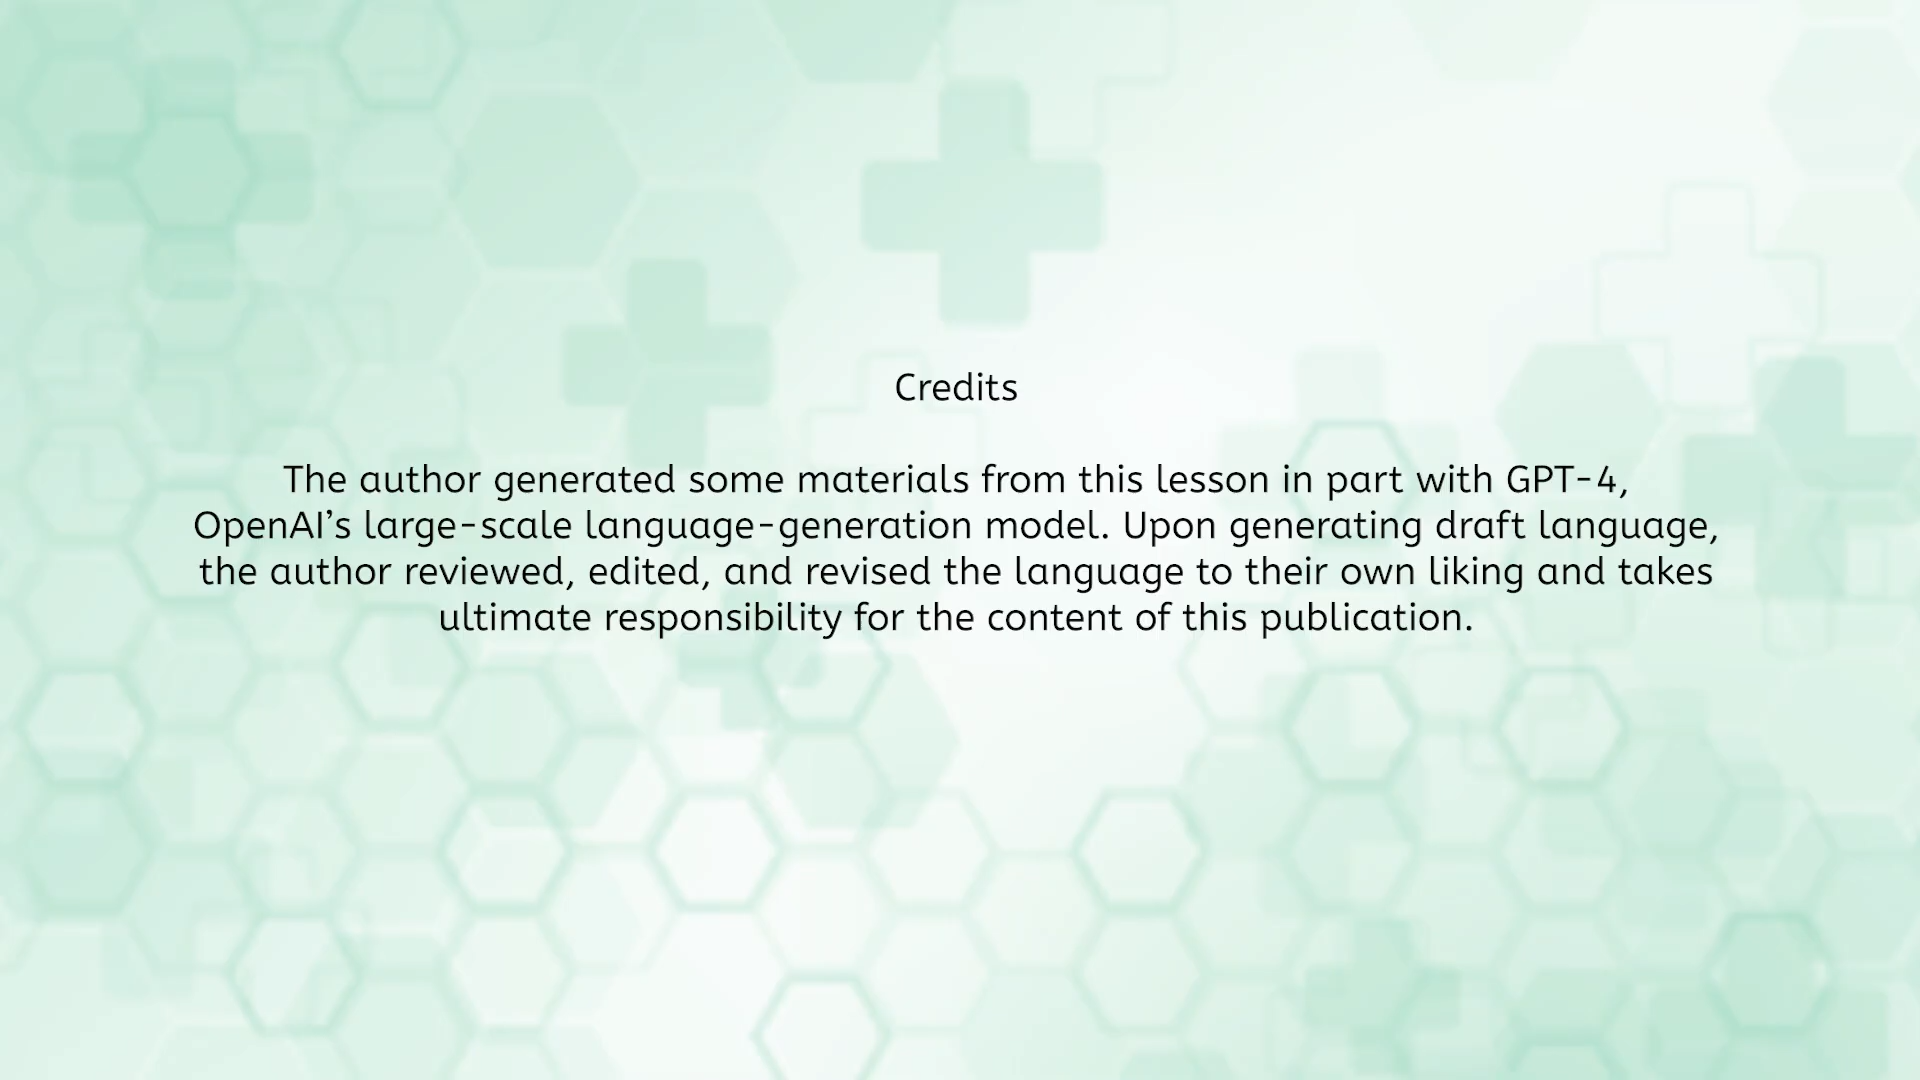 Credits
The author generated some materials from this lesson in part with GPT-4,
OpenAI’s large-scale language-generation model. Upon generating draft language,
the author reviewed, edited, and revised the language to their own liking and takes
ultimate responsibility for the content of this publication.